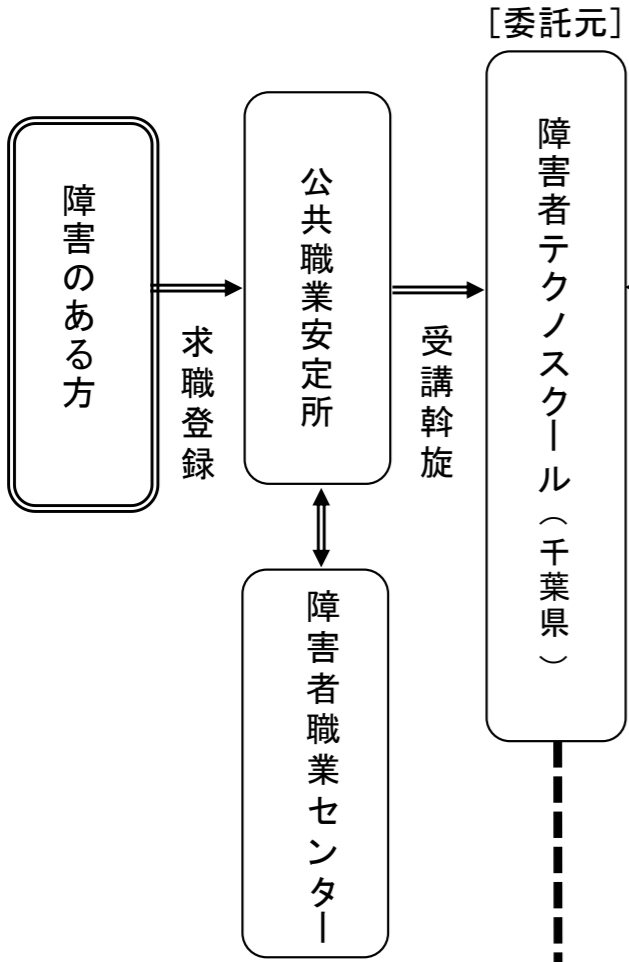 [委託元]
障害のある方
求職登録
公共職業安定所
受講斡旋
障害者テクノスクール(千葉県)
障害者職業センター